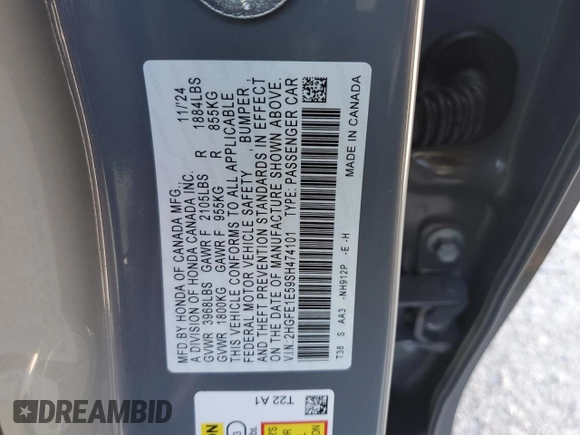 MFD.BY HONDA OF CANADA MFG., 11/'24
A DIVISION OF HONDA CANADA INC.
GVWR 3968LBS GAWR F 2105LBS R 1884LBS
GVWR 1800KG GAWR F 955KG R 855KG
THIS VEHICLE CONFORMS TO ALL APPLICABLE
FEDERAL MOTOR VEHICLE SAFETY , BUMPER ,
AND THEFT PREVENTION STANDARDS IN EFFECT
ON THE DATE OF MANUFACTURE SHOWN ABOVE.
V.I.N: 2HGFE1E59SH474101 TYPE: PASSENGER CAR
T38 S AA3 -NH912P -E -H
MADE IN CANADA
T22 A1
DREAMBID